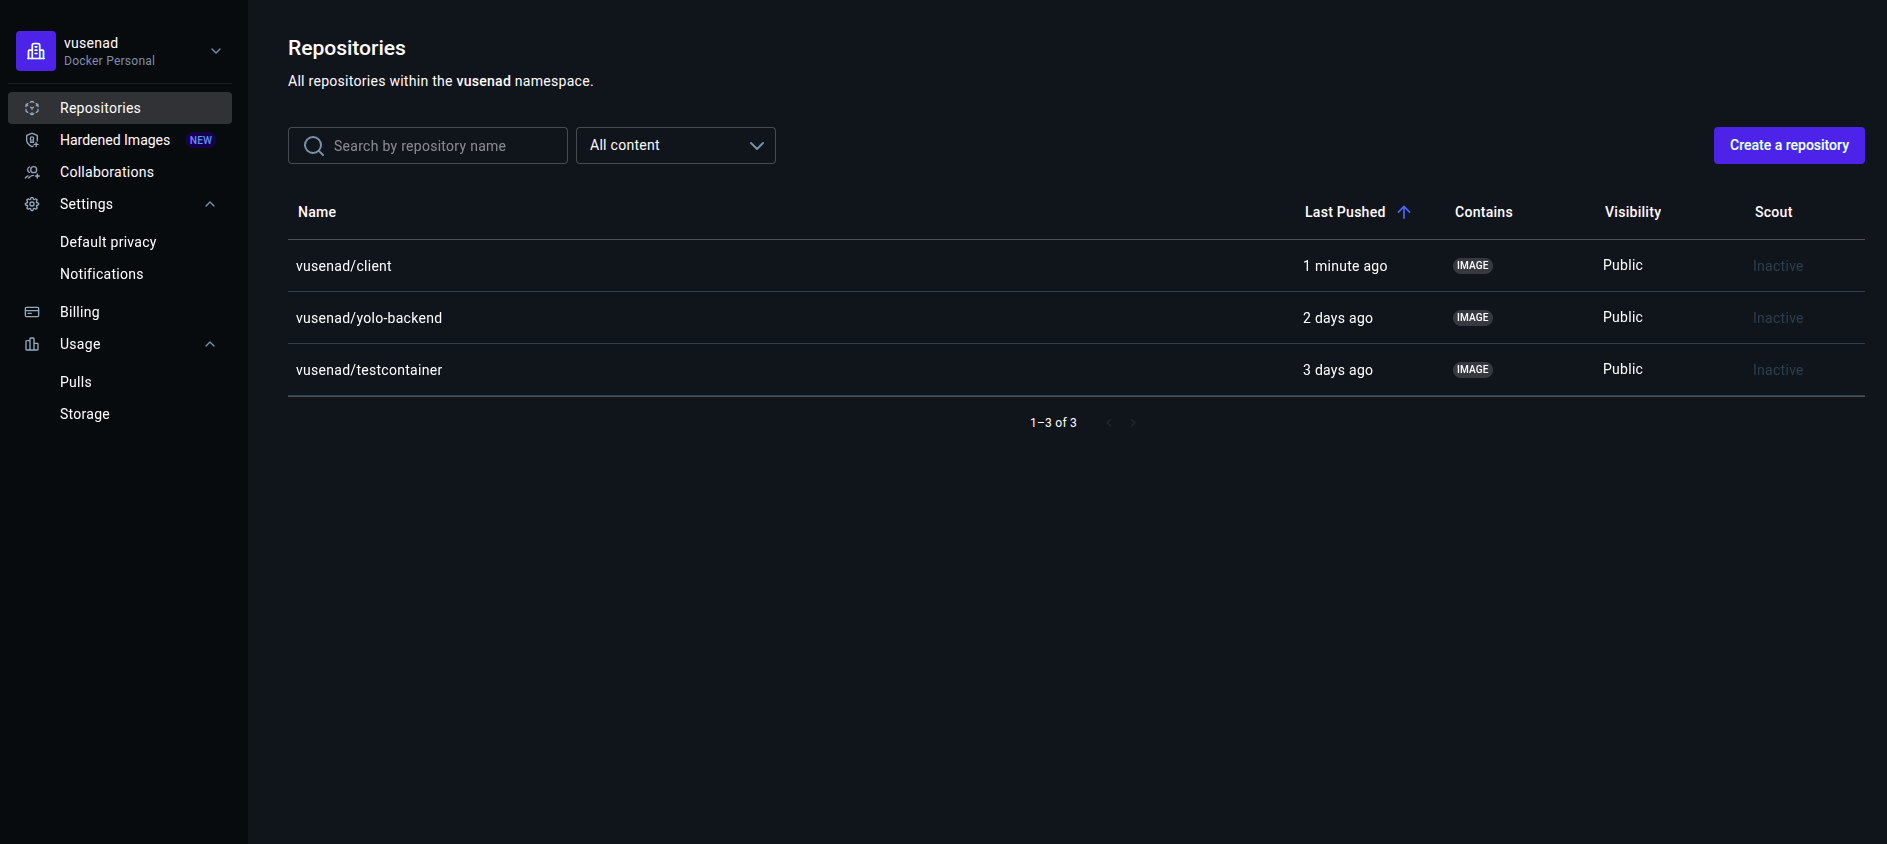 vusenad
Docker Personal
Repositories
Hardened Images NEW
Collaborations
Settings
Default privacy
Notifications
Billing
Usage
Pulls
Storage
Repositories
All repositories within the vusenad namespace.
Search by repository name
All content
Create a repository
Name Last Pushed Contains Visibility Scout
vusenad/client 1 minute ago IMAGE Public Inactive
vusenad/yolo-backend 2 days ago IMAGE Public Inactive
vusenad/testcontainer 3 days ago IMAGE Public Inactive
1–3 of 3